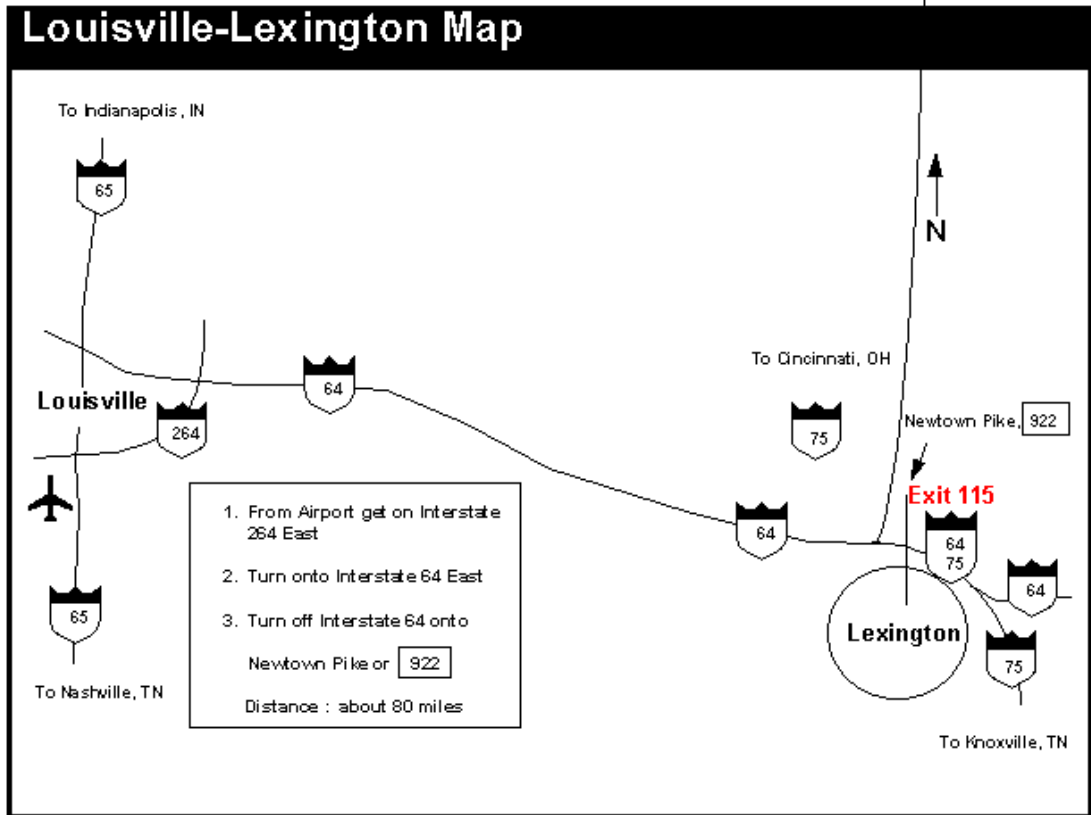 Louisville-Lexington Map
To Indianapolis, IN
65
N
To Cincinnati, OH
64
Louisville
264
75
Newtown Pike, 922
Exit 115
1. From Airport get on Interstate
264 East
2. Turn onto Interstate 64 East
3. Turn off Interstate 64 onto
Newtown Pike or 922
Distance : about 80 miles
64
64
75
64
65
Lexington
75
To Nashville, TN
To Knoxville, TN